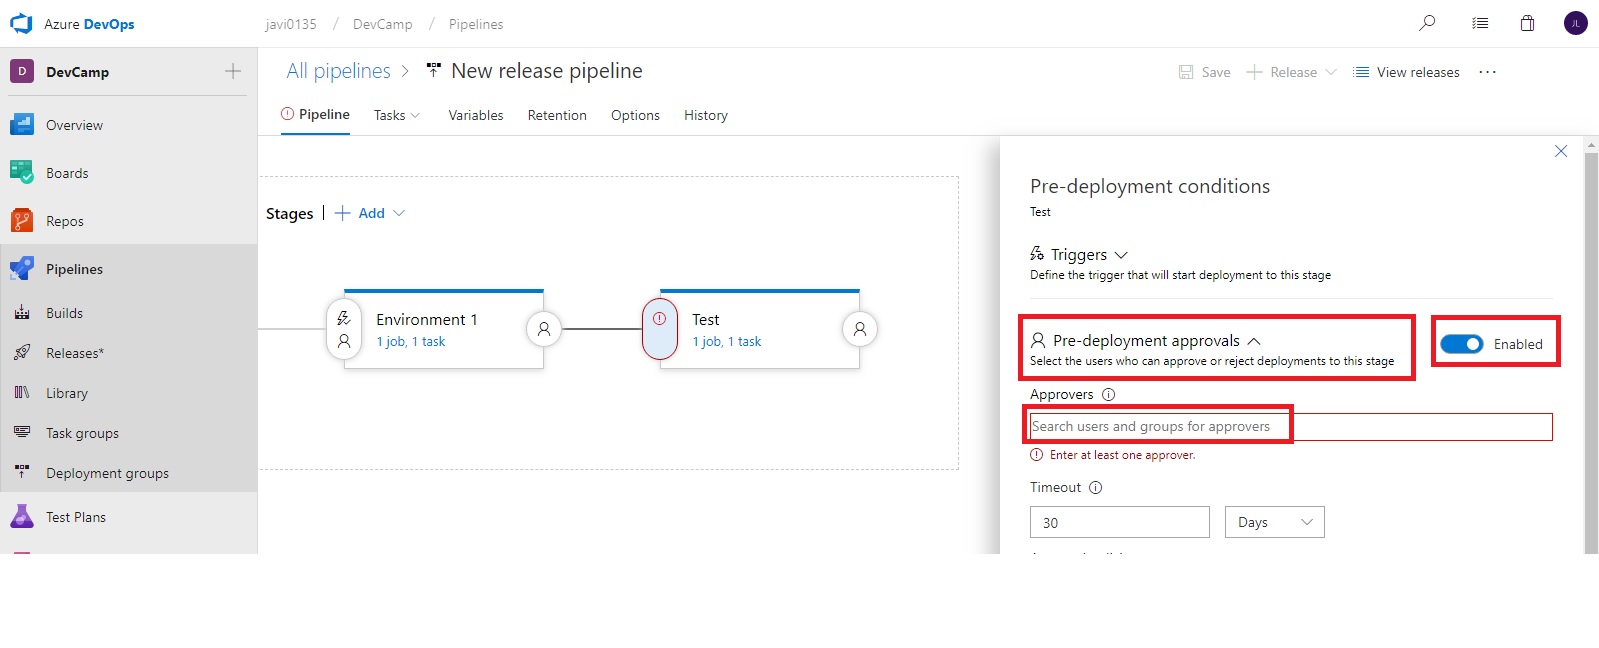 Azure DevOps
javi0135 / DevCamp / Pipelines
JL
D DevCamp
Overview
Boards
Repos
Pipelines
Builds
Releases*
Library
Task groups
Deployment groups
Test Plans
All pipelines > New release pipeline
Save Release View releases ...
Pipeline Tasks Variables Retention Options History
Stages | + Add
Environment 1
1 job, 1 task
Test
1 job, 1 task
Pre-deployment conditions
Test
Triggers
Define the trigger that will start deployment to this stage
Pre-deployment approvals
Select the users who can approve or reject deployments to this stage
Enabled
Approvers
Search users and groups for approvers
Enter at least one approver.
Timeout
30 Days